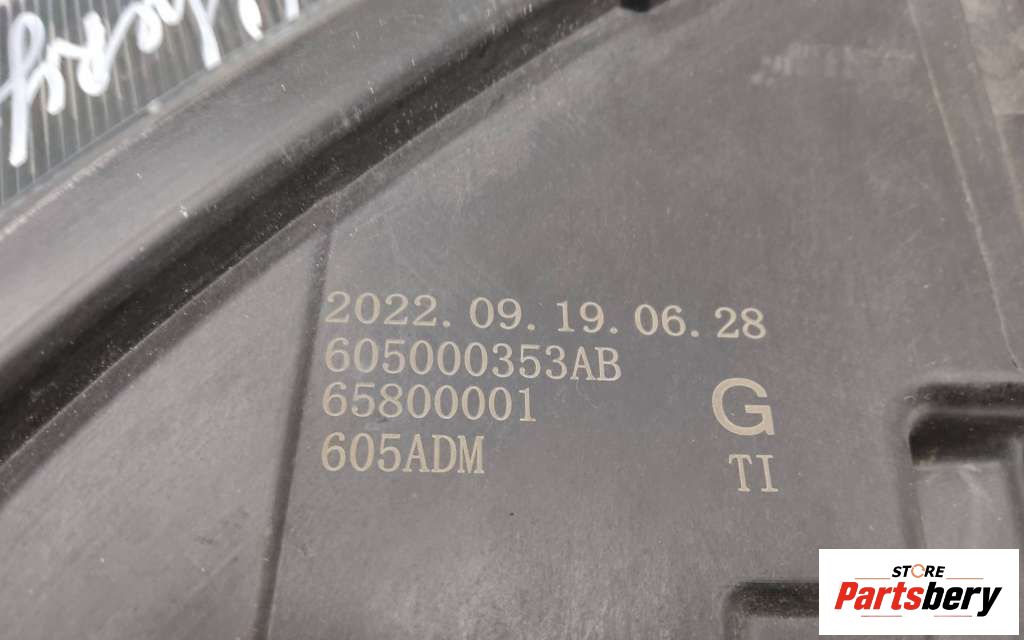 2022. 09. 19. 06. 28
605000353AB
65800001
G
605ADM
TI
STORE
Partsbery